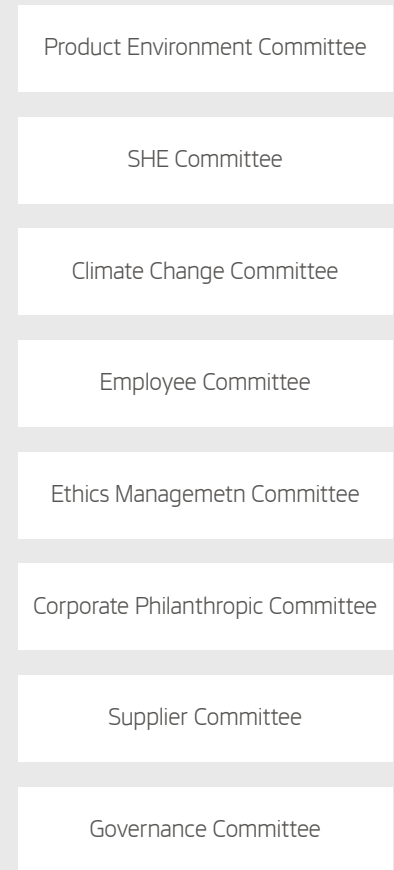 Product Environment Committee
SHE Committee
Climate Change Committee
Employee Committee
Ethics Managemetn Committee
Corporate Philanthropic Committee
Supplier Committee
Governance Committee